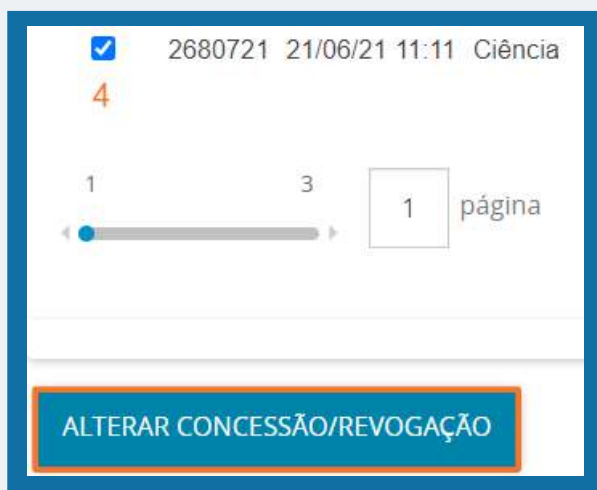 2680721 21/06/21 11:11 Ciência
4
1 3
1 página
ALTERAR CONCESSÃO/REVOGAÇÃO